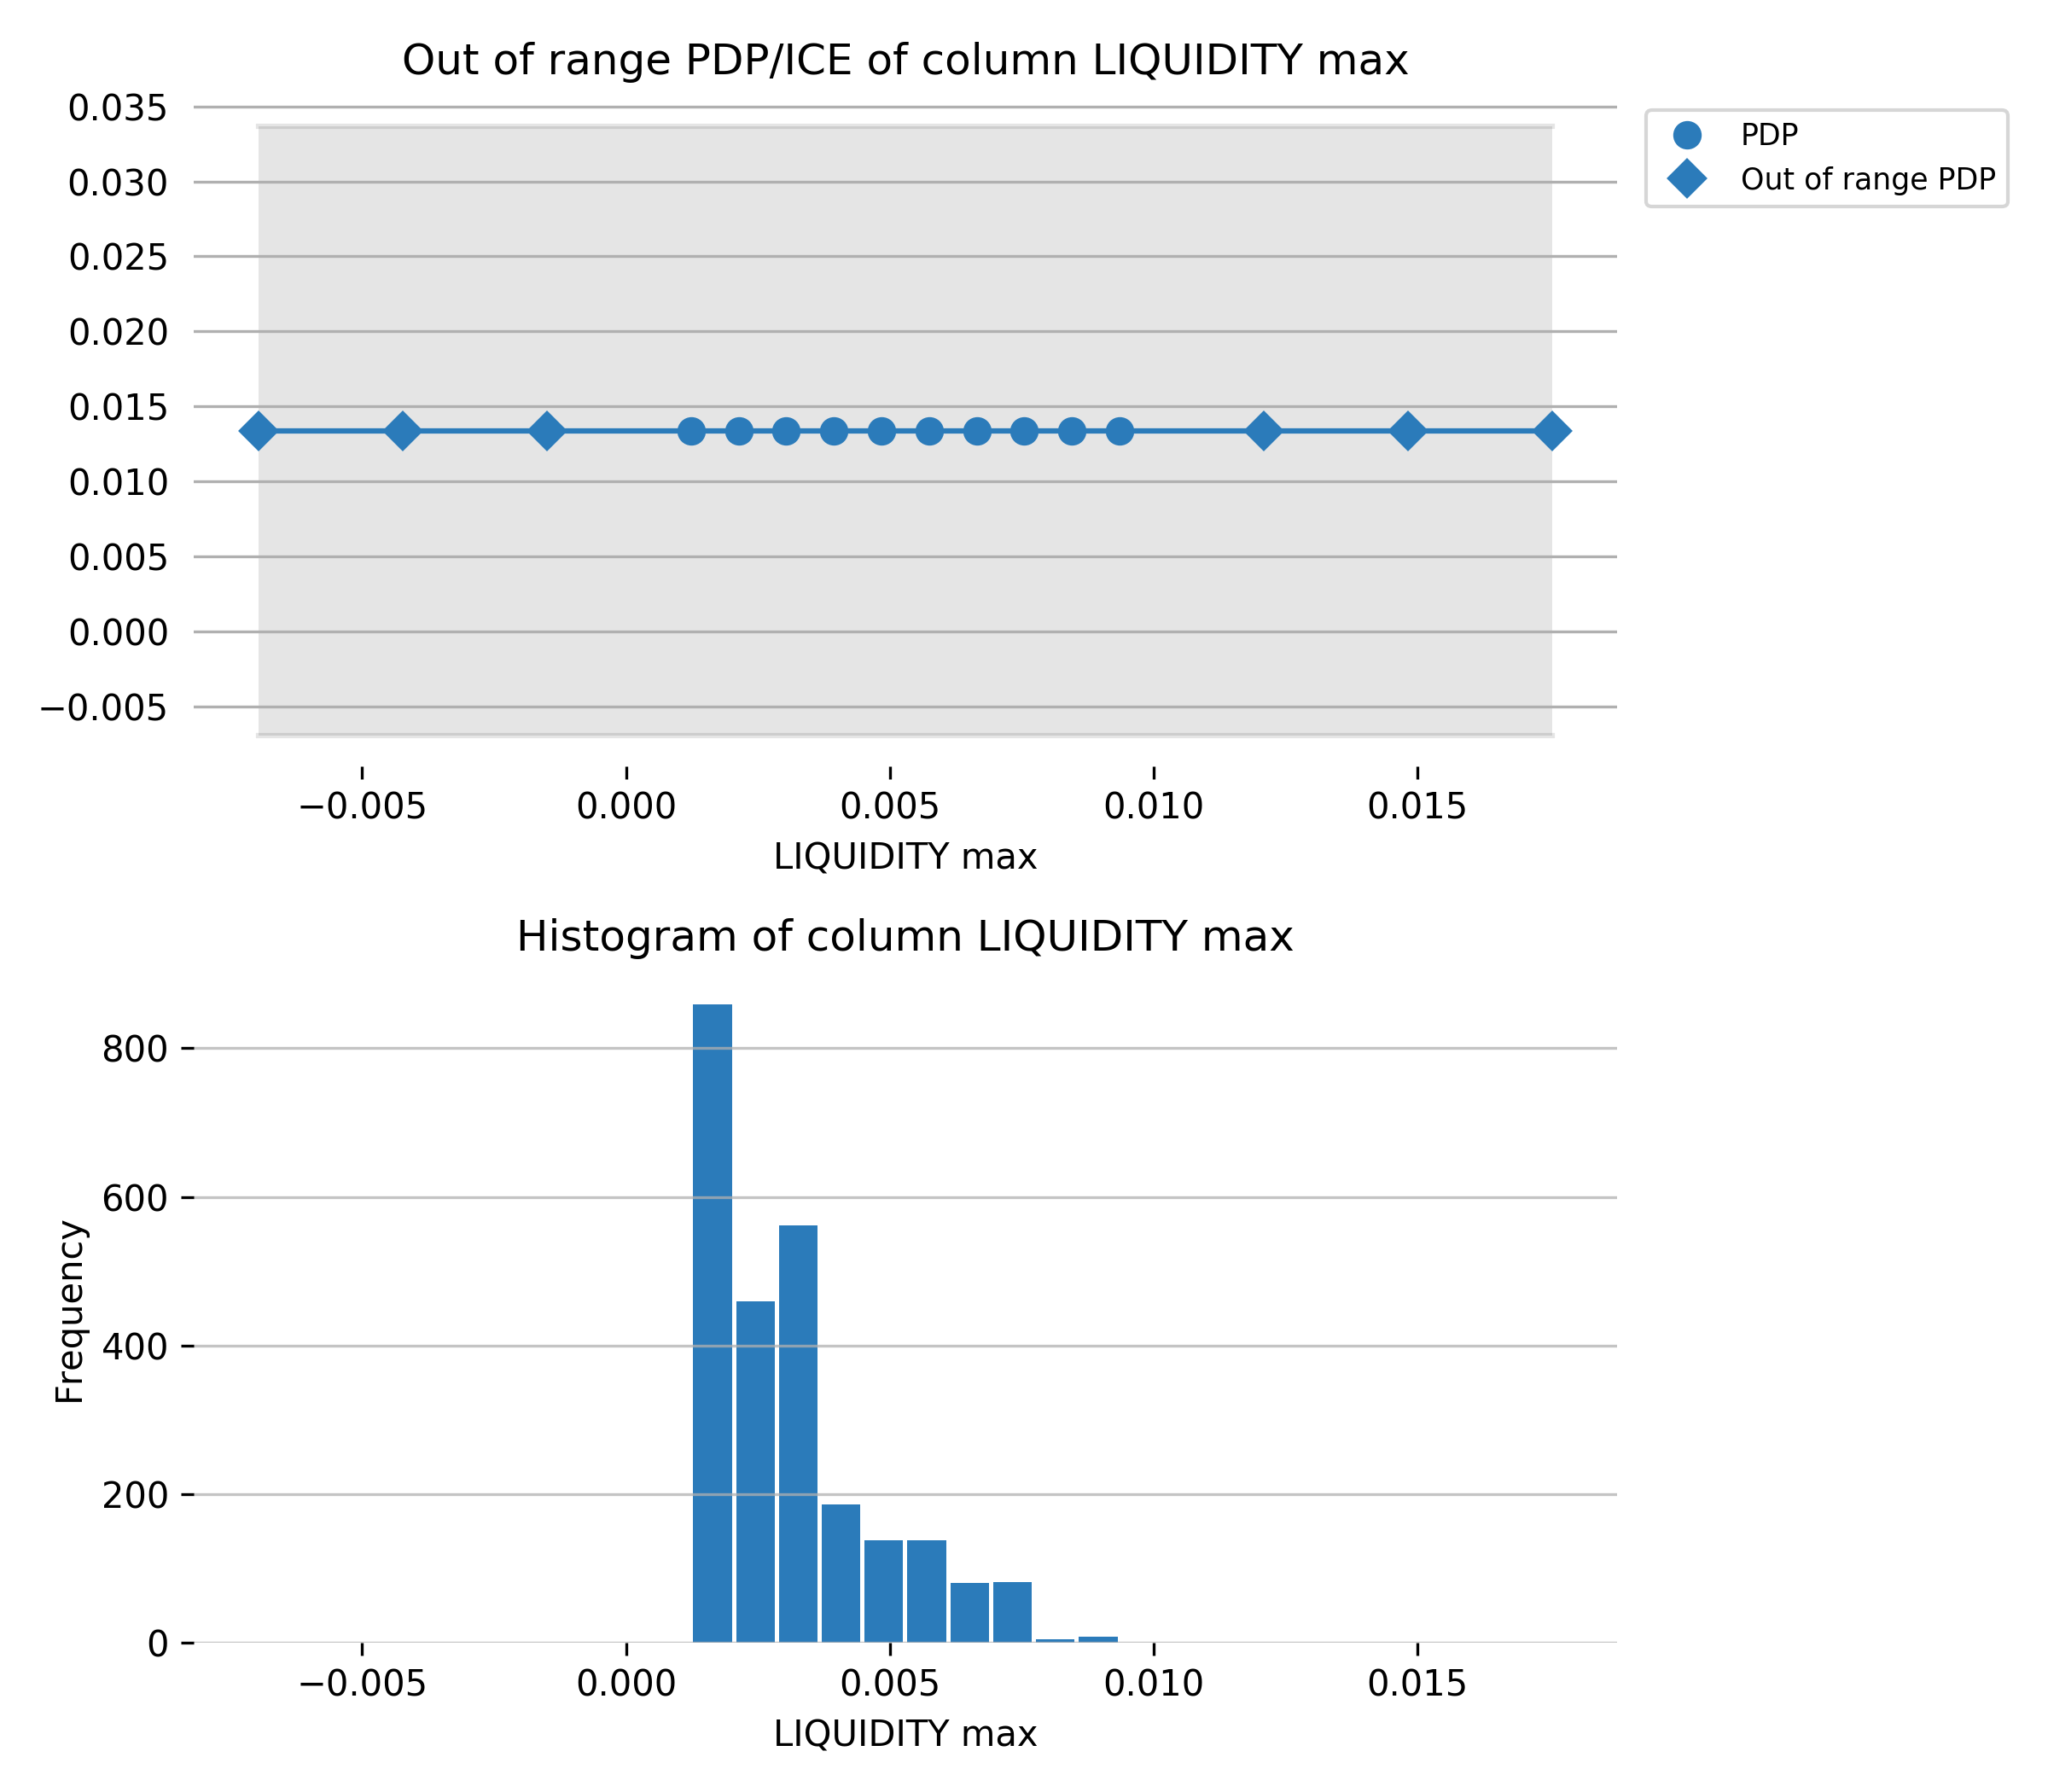 Out of range PDP/ICE of column LIQUIDITY max
0.035
0.030
0.025
0.020
0.015
0.010
0.005
0.000
−0.005
−0.005 0.000 0.005 0.010 0.015
LIQUIDITY max
PDP
Out of range PDP
Histogram of column LIQUIDITY max
Frequency
800
600
400
200
0
−0.005 0.000 0.005 0.010 0.015
LIQUIDITY max